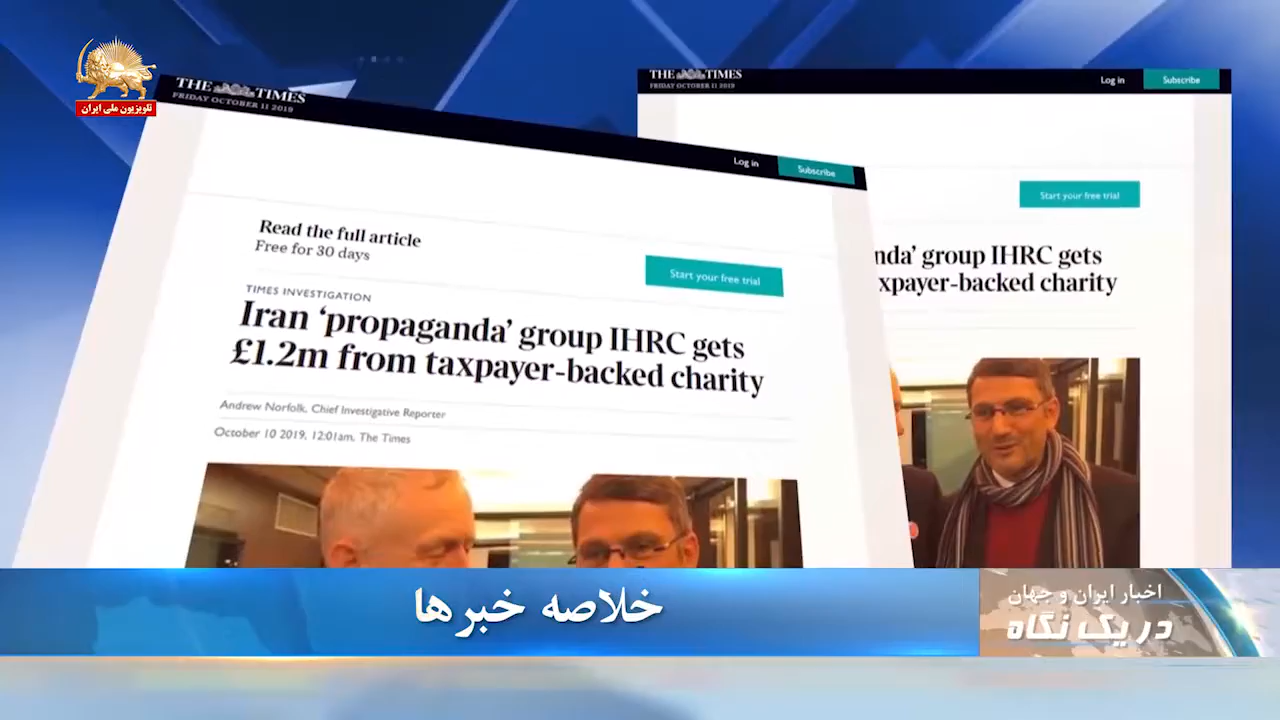 تلویزیون ملی ایران
THE TIMES
FRIDAY OCTOBER 11 2019
Log in
Subscribe
Read the full article
Free for 30 days
Start your free trial
TIMES INVESTIGATION
Iran ‘propaganda’ group IHRC gets
£1.2m from taxpayer-backed charity
Andrew Norfolk, Chief Investigative Reporter
October 10 2019, 12:01am, The Times
THE TIMES
FRIDAY OCTOBER 11 2019
Log in
Subscribe
Start your free trial
nda’ group IHRC gets
xpayer-backed charity
خلاصه خبرها
اخبار ایران و جهان
در یک نگاه